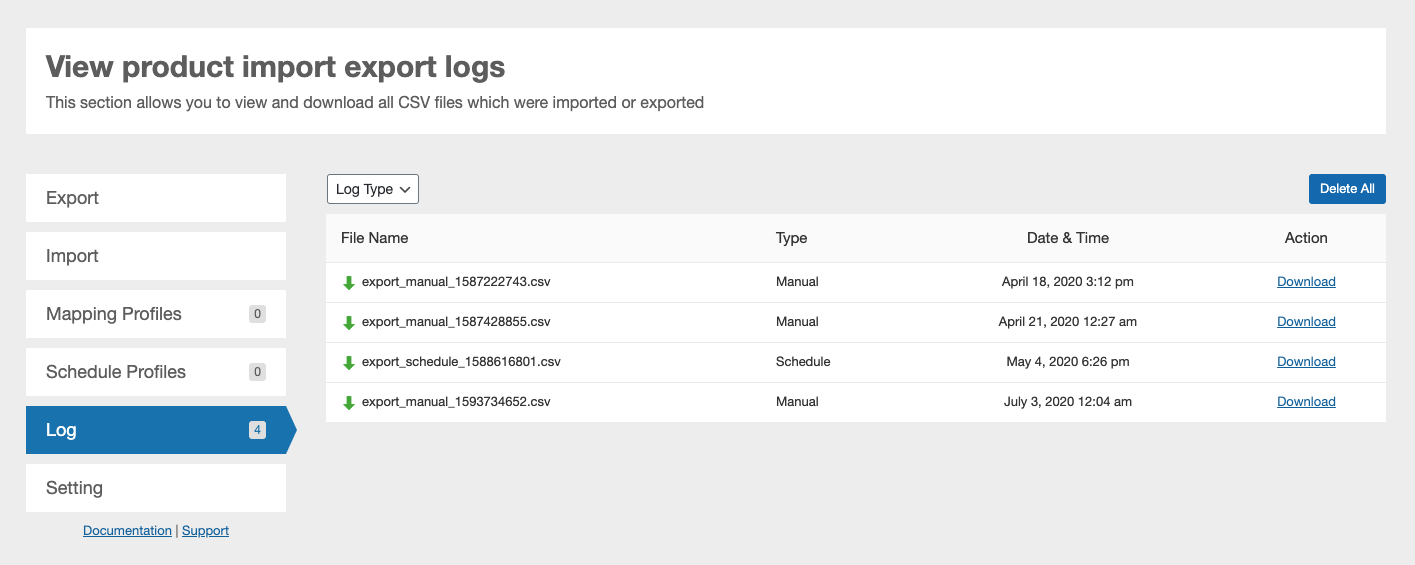 View product import export logs
This section allows you to view and download all CSV files which were imported or exported
Export
Import
Mapping Profiles 0
Schedule Profiles 0
Log 4
Setting
Documentation | Support
Log Type
Delete All
File Name Type Date & Time Action
export_manual_1587222743.csv Manual April 18, 2020 3:12 pm Download
export_manual_1587428855.csv Manual April 21, 2020 12:27 am Download
export_schedule_1588616801.csv Schedule May 4, 2020 6:26 pm Download
export_manual_1593734652.csv Manual July 3, 2020 12:04 am Download